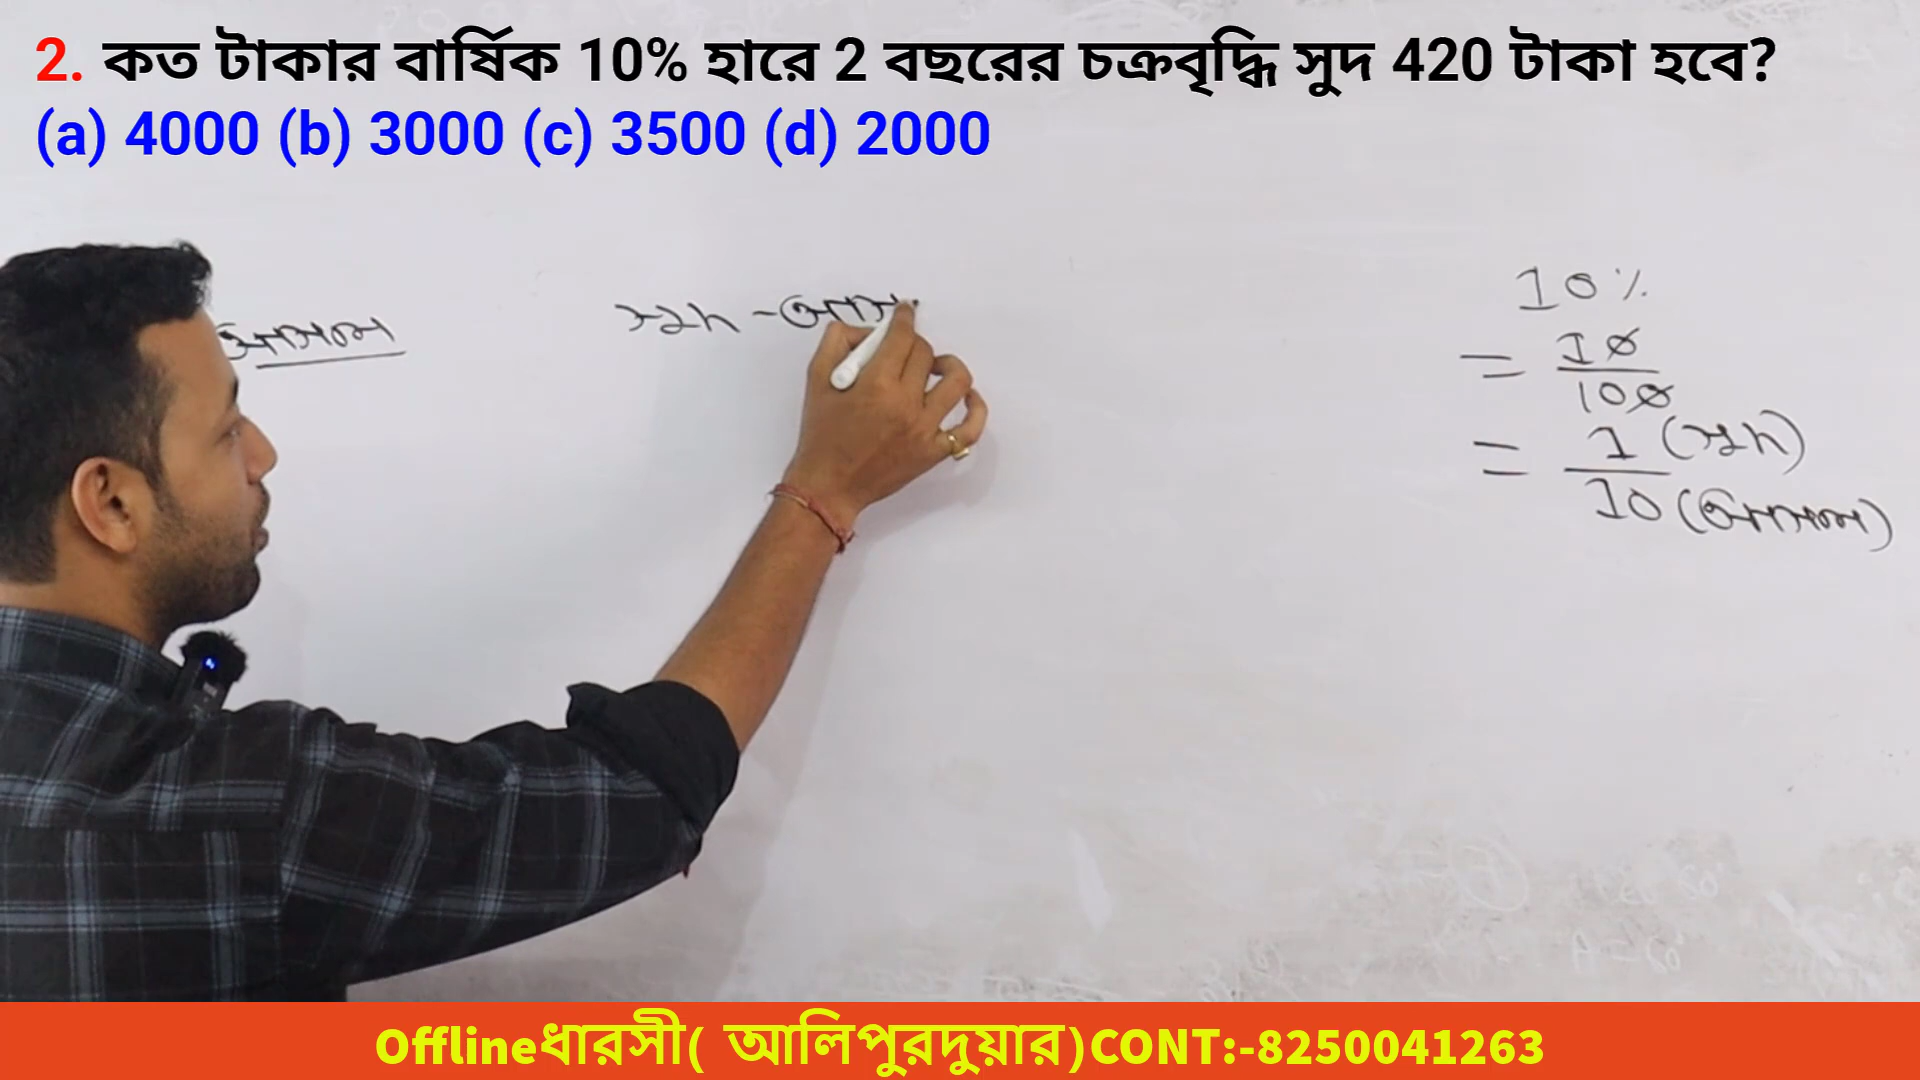 2. কত টাকার বার্ষিক 10% হারে 2 বছরের চক্রবৃদ্ধি সুদ 420 টাকা হবে?
(a) 4000 (b) 3000 (c) 3500 (d) 2000
আসল
সুদ - আস
10%
= 10/100
= 1 (সুদ)
10 (আসল)
Offlineধারসী( আলিপুরদুয়ার)CONT:-8250041263